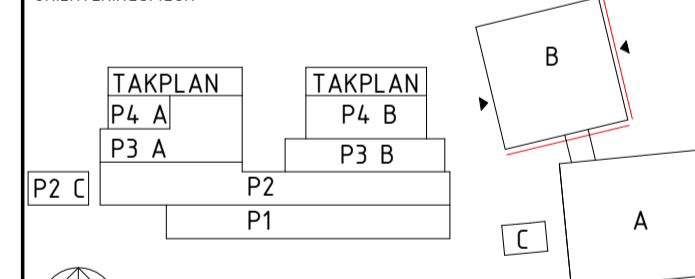 TAKPLAN TAKPLAN
P4 A P4 B
P3 A P3 B
P2 C P2
P1
B
A
C